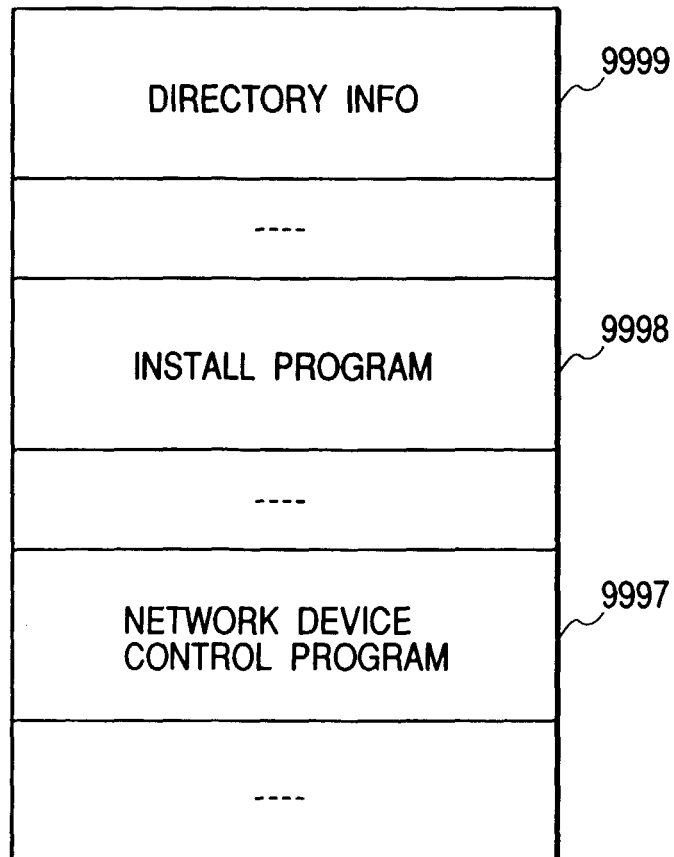 9999
DIRECTORY INFO
----
9998
INSTALL PROGRAM
----
9997
NETWORK DEVICE
CONTROL PROGRAM
----